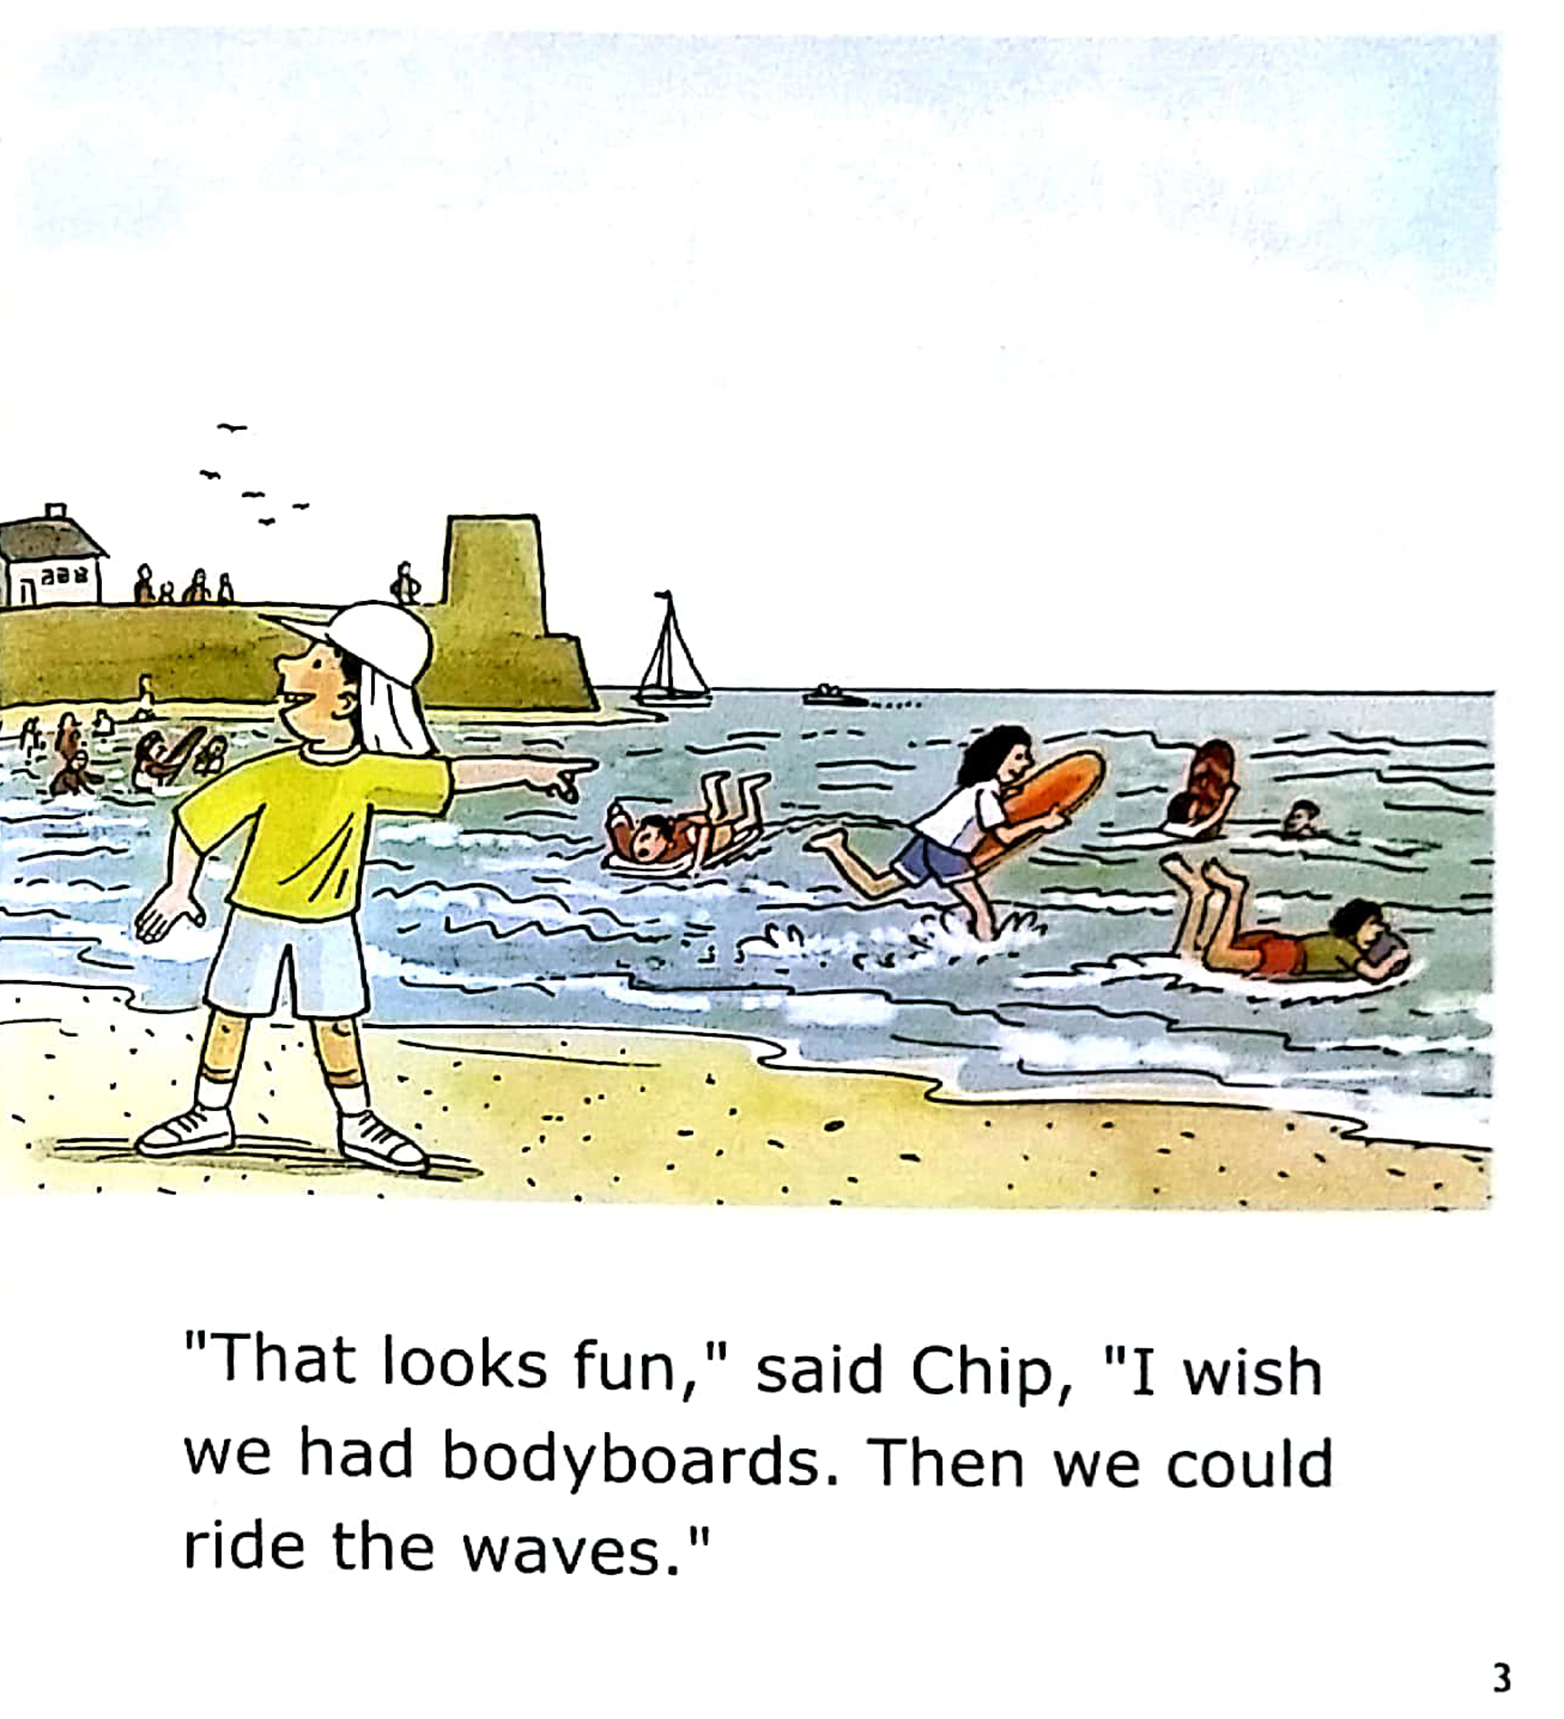 "That looks fun," said Chip, "I wish
we had bodyboards. Then we could
ride the waves."
3